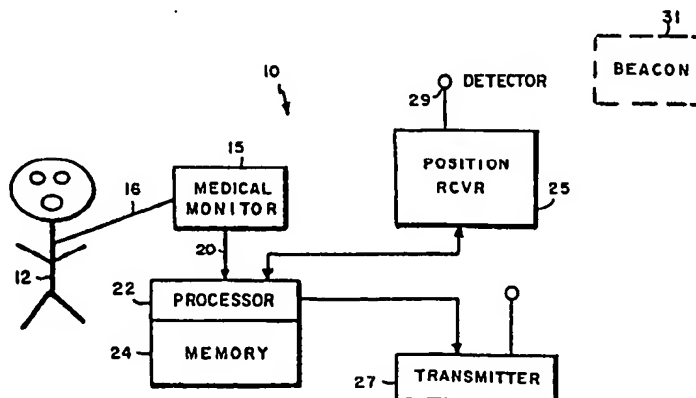 31
BEACON
10
29
DETECTOR
15
MEDICAL
MONITOR
16
POSITION
RCVR
25
20
12
22
PROCESSOR
24
MEMORY
27
TRANSMITTER